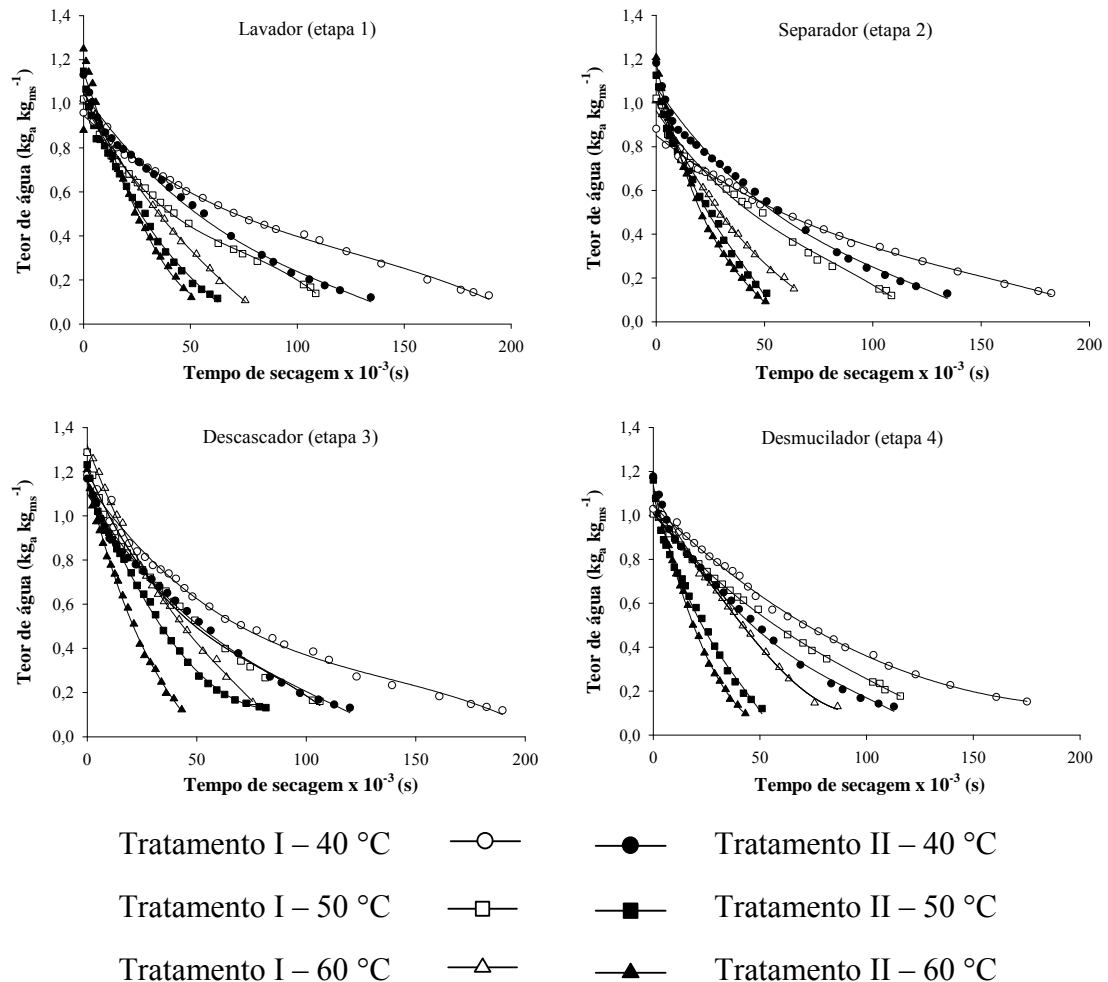 Lavador (etapa 1)
Teor de água (kgₐ kgₘₛ⁻¹)
1,4
1,2
1,0
0,8
0,6
0,4
0,2
0,0
0 50 100 150 200
Tempo de secagem x 10⁻³(s)
Separador (etapa 2)
Teor de água (kgₐ kgₘₛ⁻¹)
1,4
1,2
1,0
0,8
0,6
0,4
0,2
0,0
0 50 100 150 200
Tempo de secagem x 10⁻³(s)
Descascador (etapa 3)
Teor de água (kgₐ kgₘₛ⁻¹)
1,4
1,2
1,0
0,8
0,6
0,4
0,2
0,0
0 50 100 150 200
Tempo de secagem x 10⁻³ (s)
Desmucilador (etapa 4)
Teor de água (kgₐ kgₘₛ⁻¹)
1,4
1,2
1,0
0,8
0,6
0,4
0,2
0,0
0 50 100 150 200
Tempo de secagem x 10⁻³ (s)
Tratamento I – 40 °C Tratamento II – 40 °C
Tratamento I – 50 °C Tratamento II – 50 °C
Tratamento I – 60 °C Tratamento II – 60 °C